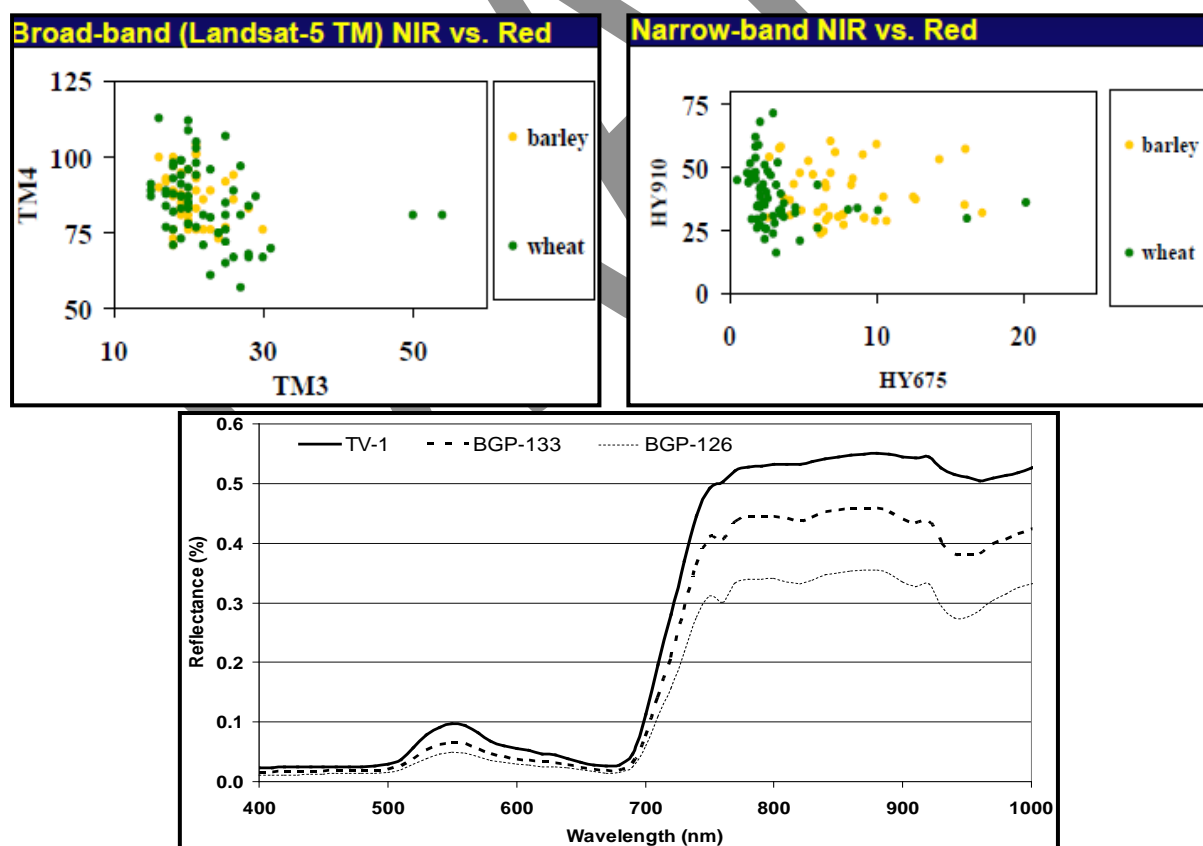 Broad-band (Landsat-5 TM) NIR vs. Red
125
100
75
50
TM4
10 30 50
TM3
barley
wheat
Narrow-band NIR vs. Red
75
50
25
0
HY910
0 10 20
HY675
barley
wheat
0.6
0.5
0.4
0.3
0.2
0.1
0.0
Reflectance (%)
TV-1 BGP-133 BGP-126
400 500 600 700 800 900 1000
Wavelength (nm)